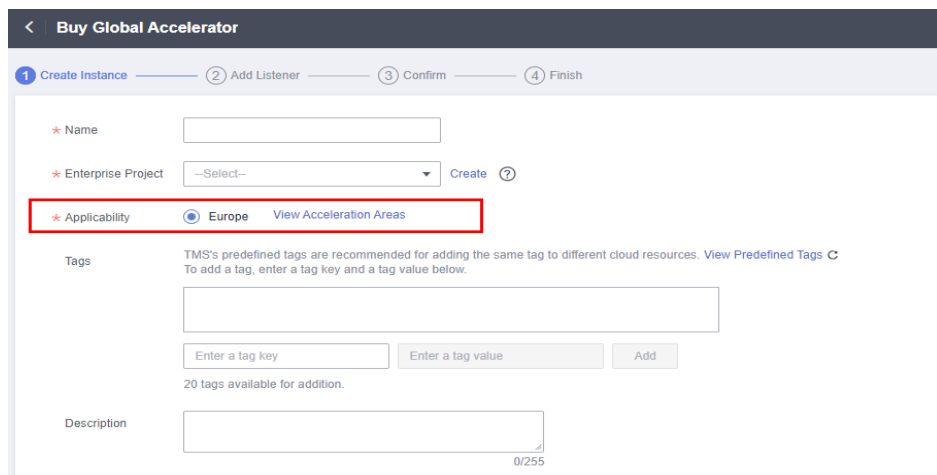 Buy Global Accelerator
1 Create Instance 2 Add Listener 3 Confirm 4 Finish
* Name
* Enterprise Project --Select-- Create ?
* Applicability Europe View Acceleration Areas
Tags TMS's predefined tags are recommended for adding the same tag to different cloud resources. View Predefined Tags
To add a tag, enter a tag key and a tag value below.
Enter a tag key Enter a tag value Add
20 tags available for addition.
Description
0/255